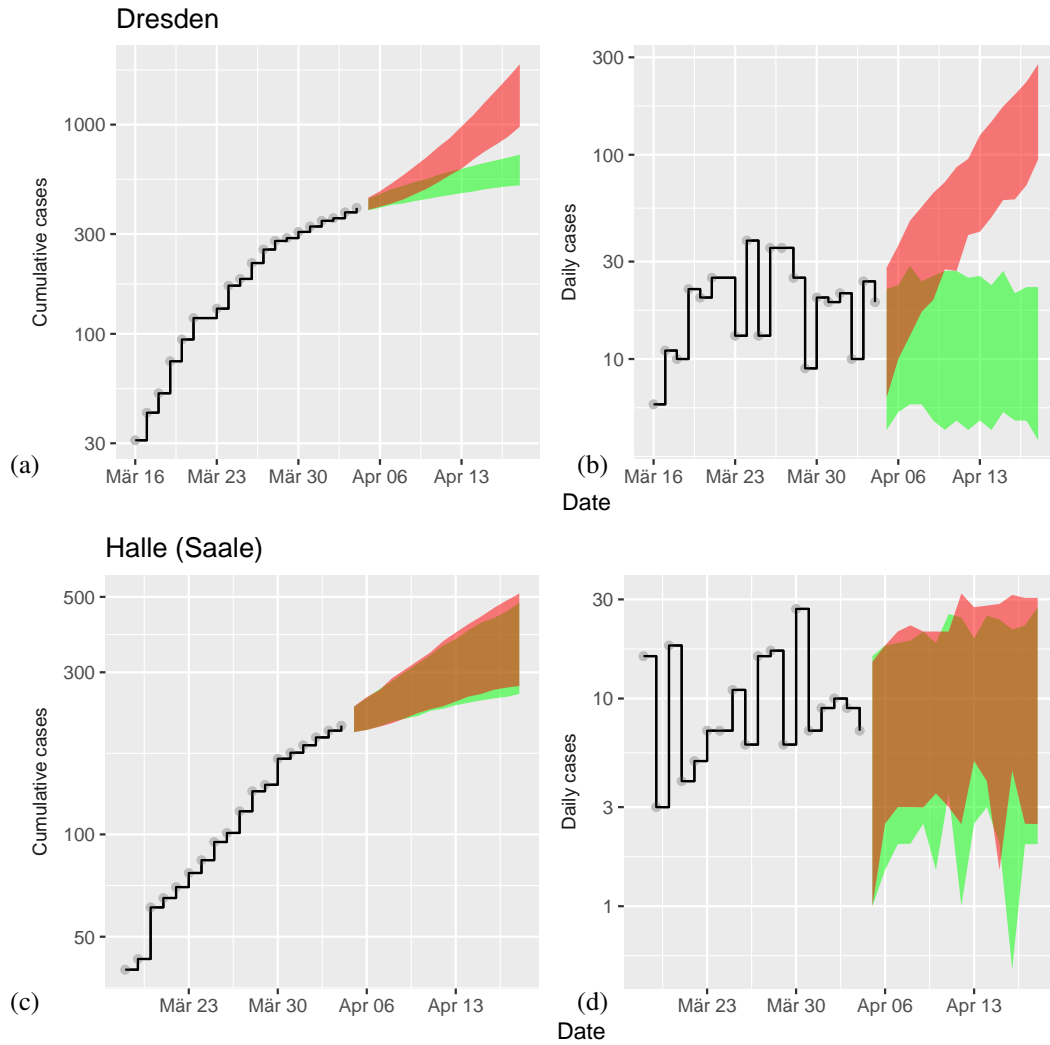 Dresden
Cumulative cases
1000
300
100
30
Mär 16 Mär 23 Mär 30 Apr 06 Apr 13
(a)
Daily cases
300
100
30
10
Mär 16 Mär 23 Mär 30 Apr 06 Apr 13
(b)
Date
Halle (Saale)
Cumulative cases
500
300
100
50
Mär 23 Mär 30 Apr 06 Apr 13
(c)
Daily cases
30
10
3
1
Mär 23 Mär 30 Apr 06 Apr 13
(d)
Date